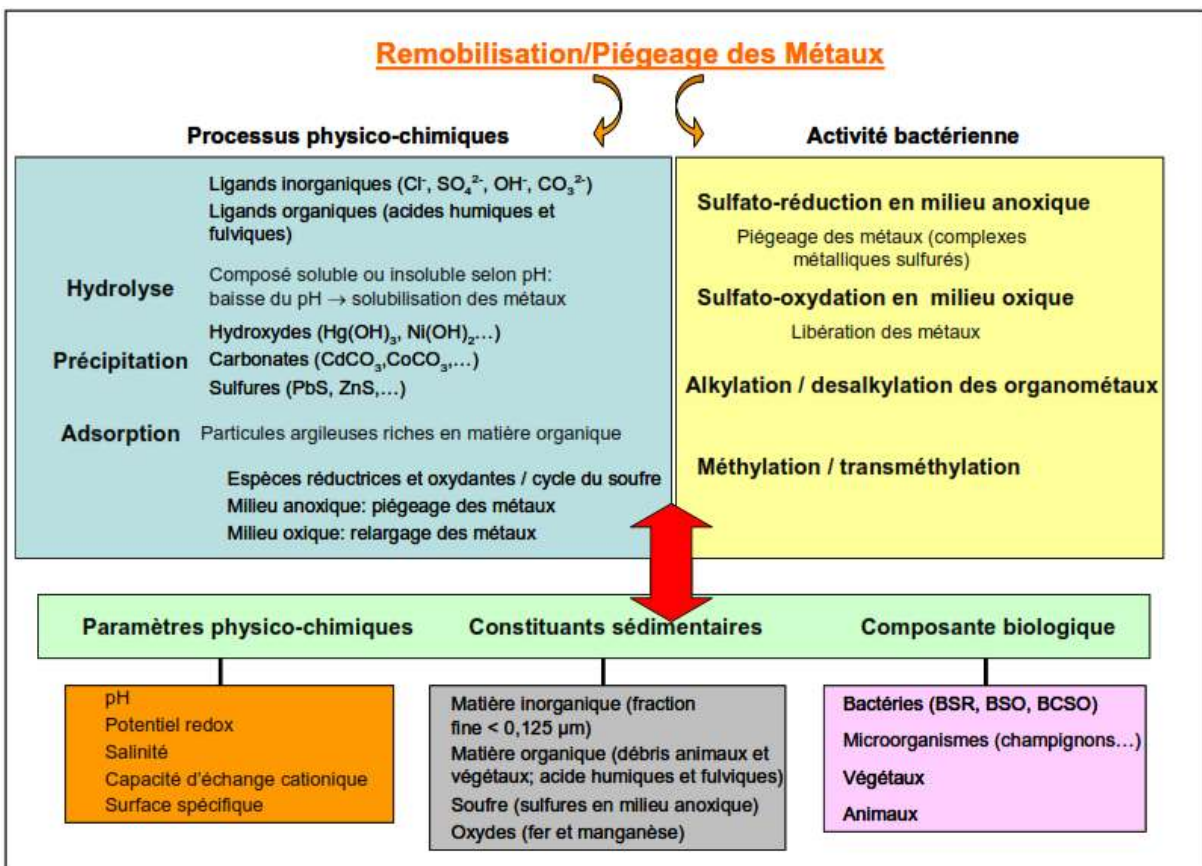 Remobilisation/Piégeage des Métaux
Processus physico-chimiques
Ligands inorganiques (Cl⁻, SO₄²⁻, OH⁻, CO₃²⁻)
Ligands organiques (acides humiques et
fulviques)
Hydrolyse
Composé soluble ou insoluble selon pH:
baisse du pH → solubilisation des métaux
Précipitation
Hydroxydes (Hg(OH)₃, Ni(OH)₂,…)
Carbonates (CdCO₃,CoCO₃,…)
Sulfures (PbS, ZnS,…)
Adsorption
Particules argileuses riches en matière organique
Espèces réductrices et oxydantes / cycle du soufre
Milieu anoxique: piégeage des métaux
Milieu oxique: relargage des métaux
Activité bactérienne
Sulfato-réduction en milieu anoxique
Piégeage des métaux (complexes
métalliques sulfurés)
Sulfato-oxydation en milieu oxique
Libération des métaux
Alkylation / desalkylation des organométaux
Méthylation / transméthylation
Paramètres physico-chimiques
Constituants sédimentaires
Composante biologique
pH
Potentiel redox
Salinité
Capacité d'échange cationique
Surface spécifique
Matière inorganique (fraction
fine < 0,125 µm)
Matière organique (débris animaux et
végétaux; acide humiques et fulviques)
Soufre (sulfures en milieu anoxique)
Oxydes (fer et manganèse)
Bactéries (BSR, BSO, BCSO)
Microorganismes (champignons…)
Végétaux
Animaux